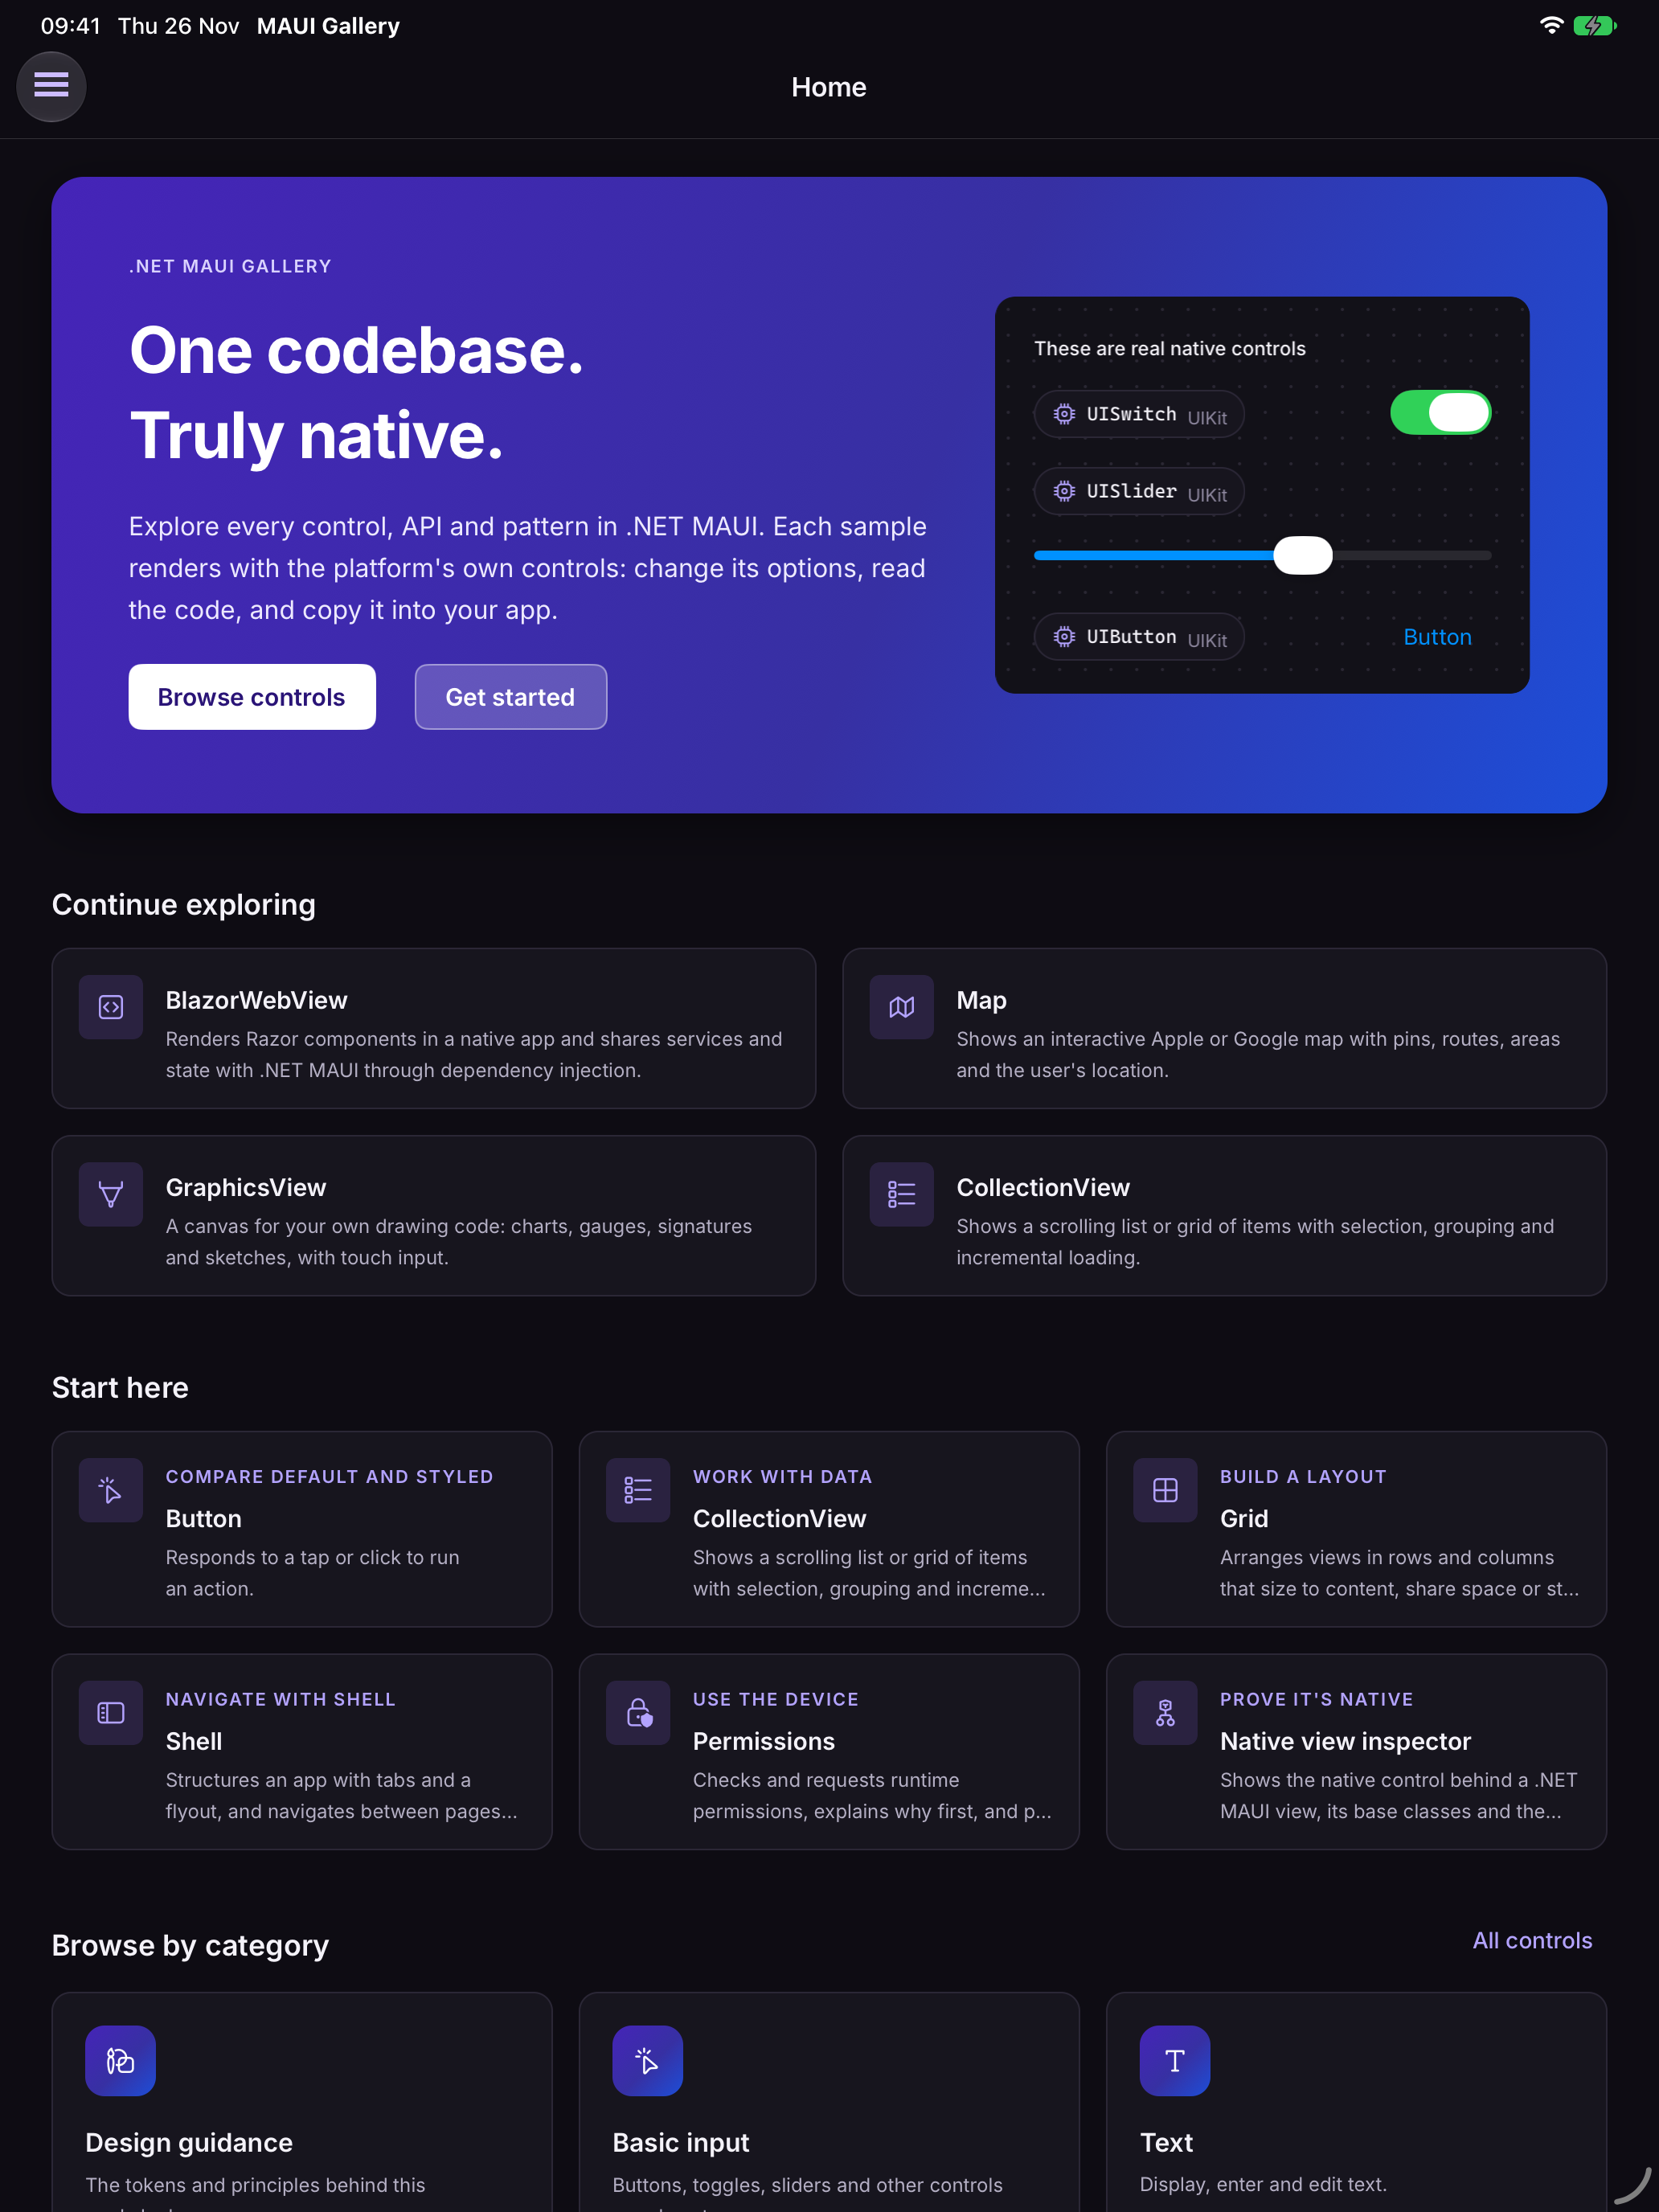 09:41 Thu 26 Nov MAUI Gallery
Home
.NET MAUI GALLERY
One codebase.
Truly native.
Explore every control, API and pattern in .NET MAUI. Each sample
renders with the platform's own controls: change its options, read
the code, and copy it into your app.
Browse controls
Get started
These are real native controls
UISwitch UIKit
UISlider UIKit
UIButton UIKit
Button
Continue exploring
BlazorWebView
Renders Razor components in a native app and shares services and
state with .NET MAUI through dependency injection.
Map
Shows an interactive Apple or Google map with pins, routes, areas
and the user's location.
GraphicsView
A canvas for your own drawing code: charts, gauges, signatures
and sketches, with touch input.
CollectionView
Shows a scrolling list or grid of items with selection, grouping and
incremental loading.
Start here
COMPARE DEFAULT AND STYLED
Button
Responds to a tap or click to run
an action.
WORK WITH DATA
CollectionView
Shows a scrolling list or grid of items
with selection, grouping and increme...
BUILD A LAYOUT
Grid
Arranges views in rows and columns
that size to content, share space or st...
NAVIGATE WITH SHELL
Shell
Structures an app with tabs and a
flyout, and navigates between pages...
USE THE DEVICE
Permissions
Checks and requests runtime
permissions, explains why first, and p...
PROVE IT'S NATIVE
Native view inspector
Shows the native control behind a .NET
MAUI view, its base classes and the...
Browse by category
All controls
Design guidance
The tokens and principles behind this
Basic input
Buttons, toggles, sliders and other controls
Text
Display, enter and edit text.